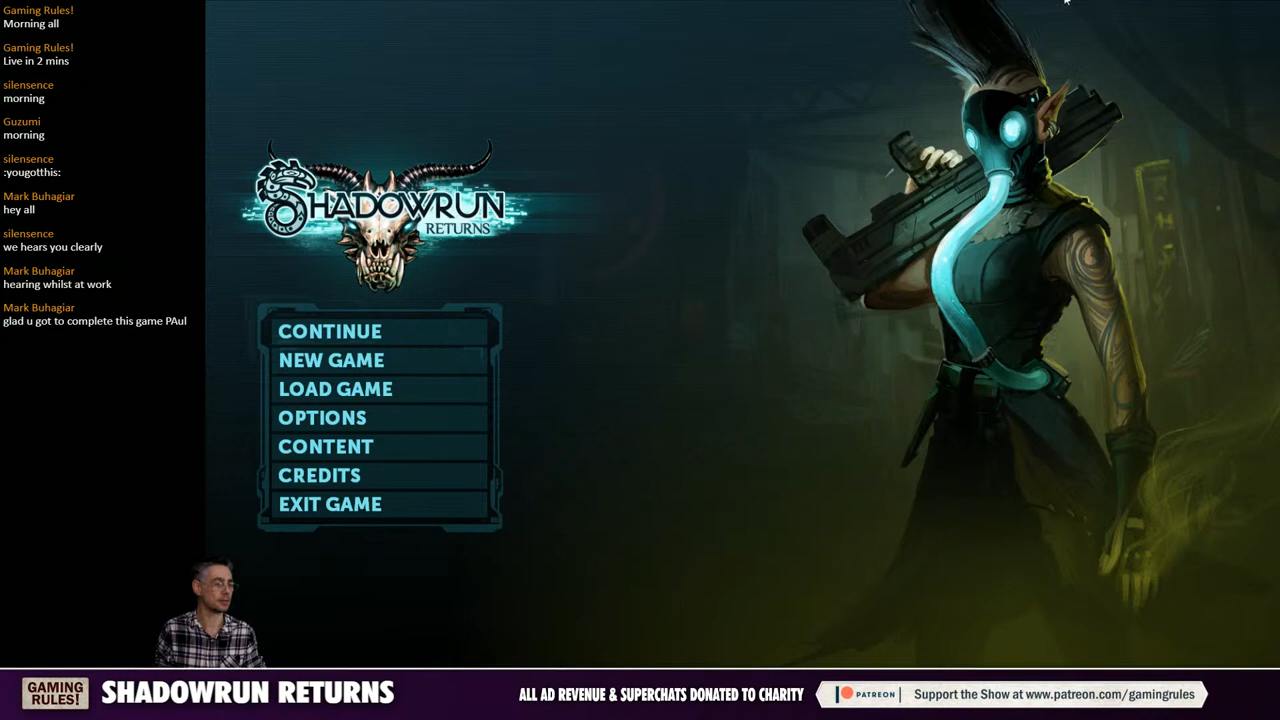 Gaming Rules!
Morning all
Gaming Rules!
Live in 2 mins
silensence
morning
Guzumi
morning
silensence
:yougotthis:
Mark Buhagiar
hey all
silensence
we hears you clearly
Mark Buhagiar
hearing whilst at work
Mark Buhagiar
glad u got to complete this game PAul
SHADOWRUN
RETURNS
CONTINUE
NEW GAME
LOAD GAME
OPTIONS
CONTENT
CREDITS
EXIT GAME
GAMING
RULES!
SHADOWRUN RETURNS
ALL AD REVENUE & SUPERCHATS DONATED TO CHARITY
PATREON
Support the Show at www.patreon.com/gamingrules